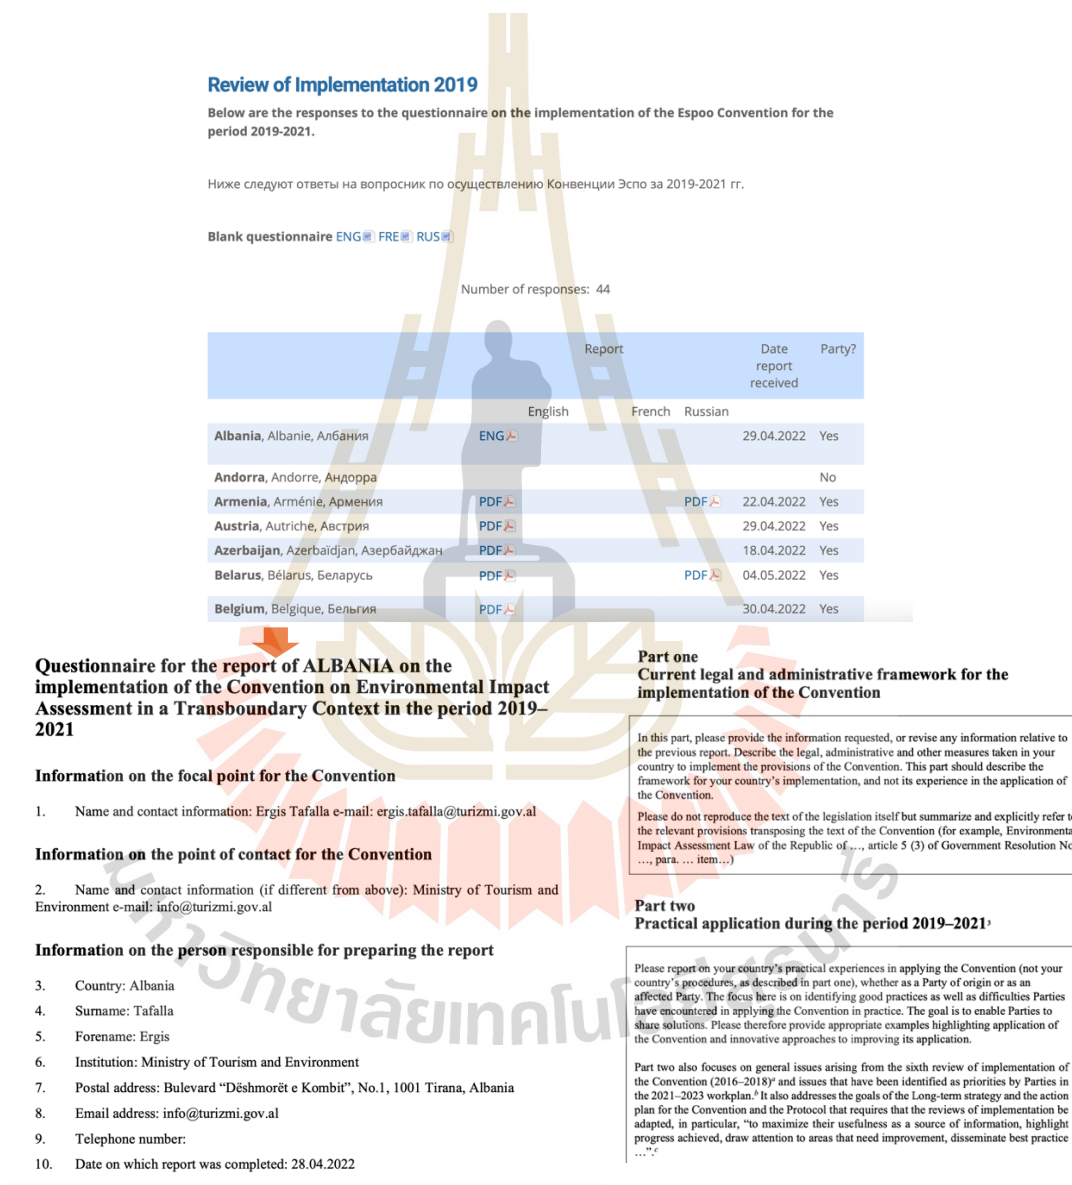 Review of Implementation 2019
Below are the responses to the questionnaire on the implementation of the Espoo Convention for the
period 2019-2021.
Ниже следуют ответы на вопросник по осуществлению Конвенции Эспо за 2019-2021 гг.
Blank questionnaire ENG FRE RUS
Number of responses: 44
Report Date Party?
report
received
English French Russian
Albania, Albanie, Албания ENG 29.04.2022 Yes
Andorra, Andorre, Андорра No
Armenia, Arménie, Армения PDF PDF 22.04.2022 Yes
Austria, Autriche, Австрия PDF 29.04.2022 Yes
Azerbaijan, Azerbaïdjan, Азербайджан PDF 18.04.2022 Yes
Belarus, Bélarus, Беларусь PDF PDF 04.05.2022 Yes
Belgium, Belgique, Бельгия PDF 30.04.2022 Yes
Questionnaire for the report of ALBANIA on the
implementation of the Convention on Environmental Impact
Assessment in a Transboundary Context in the period 2019–
2021
Information on the focal point for the Convention
1. Name and contact information: Ergis Tafalla e-mail: ergis.tafalla@turizmi.gov.al
Information on the point of contact for the Convention
2. Name and contact information (if different from above): Ministry of Tourism and
Environment e-mail: info@turizmi.gov.al
Information on the person responsible for preparing the report
3. Country: Albania
4. Surname: Tafalla
5. Forename: Ergis
6. Institution: Ministry of Tourism and Environment
7. Postal address: Bulevard “Dëshmorët e Kombit”, No.1, 1001 Tirana, Albania
8. Email address: info@turizmi.gov.al
9. Telephone number:
10. Date on which report was completed: 28.04.2022
Part one
Current legal and administrative framework for the
implementation of the Convention
In this part, please provide the information requested, or revise any information relative to
the previous report. Describe the legal, administrative and other measures taken in your
country to implement the provisions of the Convention. This part should describe the
framework for your country’s implementation, and not its experience in the application of
the Convention.
Please do not reproduce the text of the legislation itself but summarize and explicitly refer to
the relevant provisions transposing the text of the Convention (for example, Environmenta
Impact Assessment Law of the Republic of …, article 5 (3) of Government Resolution No
…, para. … item…)
Part two
Practical application during the period 2019–2021³
Please report on your country’s practical experiences in applying the Convention (not your
country’s procedures, as described in part one), whether as a Party of origin or as an
affected Party. The focus here is on identifying good practices as well as difficulties Parties
have encountered in applying the Convention in practice. The goal is to enable Parties to
share solutions. Please therefore provide appropriate examples highlighting application of
the Convention and innovative approaches to improving its application.
Part two also focuses on general issues arising from the sixth review of implementation of
the Convention (2016–2018)ᵃ and issues that have been identified as priorities by Parties in
the 2021–2023 workplan.ᵇ It also addresses the goals of the Long-term strategy and the action
plan for the Convention and the Protocol that requires that the reviews of implementation be
adapted, in particular, “to maximize their usefulness as a source of information, highlight
progress achieved, draw attention to areas that need improvement, disseminate best practice
…”.ᶜ
มหาวิทยาลัยเทคโนโลยีสุรนารี